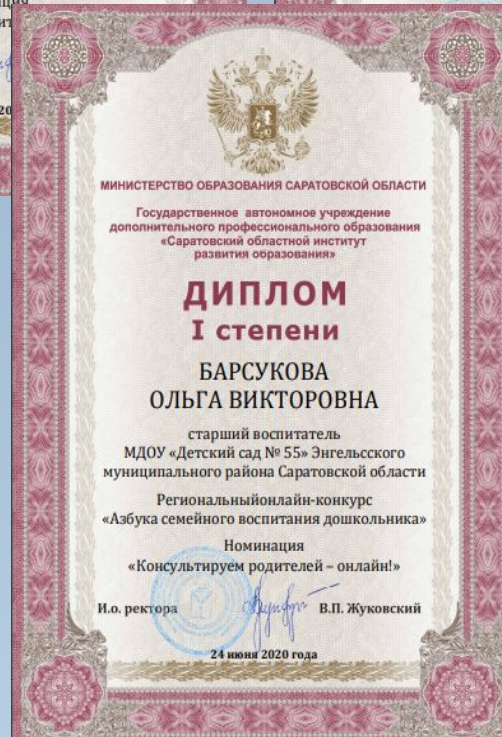 МИНИСТЕРСТВО ОБРАЗОВАНИЯ САРАТОВСКОЙ ОБЛАСТИ
Государственное автономное учреждение
дополнительного профессионального образования
«Саратовский областной институт
развития образования»
ДИПЛОМ
I степени
БАРСУКОВА
ОЛЬГА ВИКТОРОВНА
старший воспитатель
МДОУ «Детский сад № 55» Энгельсского
муниципального района Саратовской области
Региональныйонлайн-конкурс
«Азбука семейного воспитания дошкольника»
Номинация
«Консультируем родителей – онлайн!»
И.о. ректора В.П. Жуковский
24 июня 2020 года